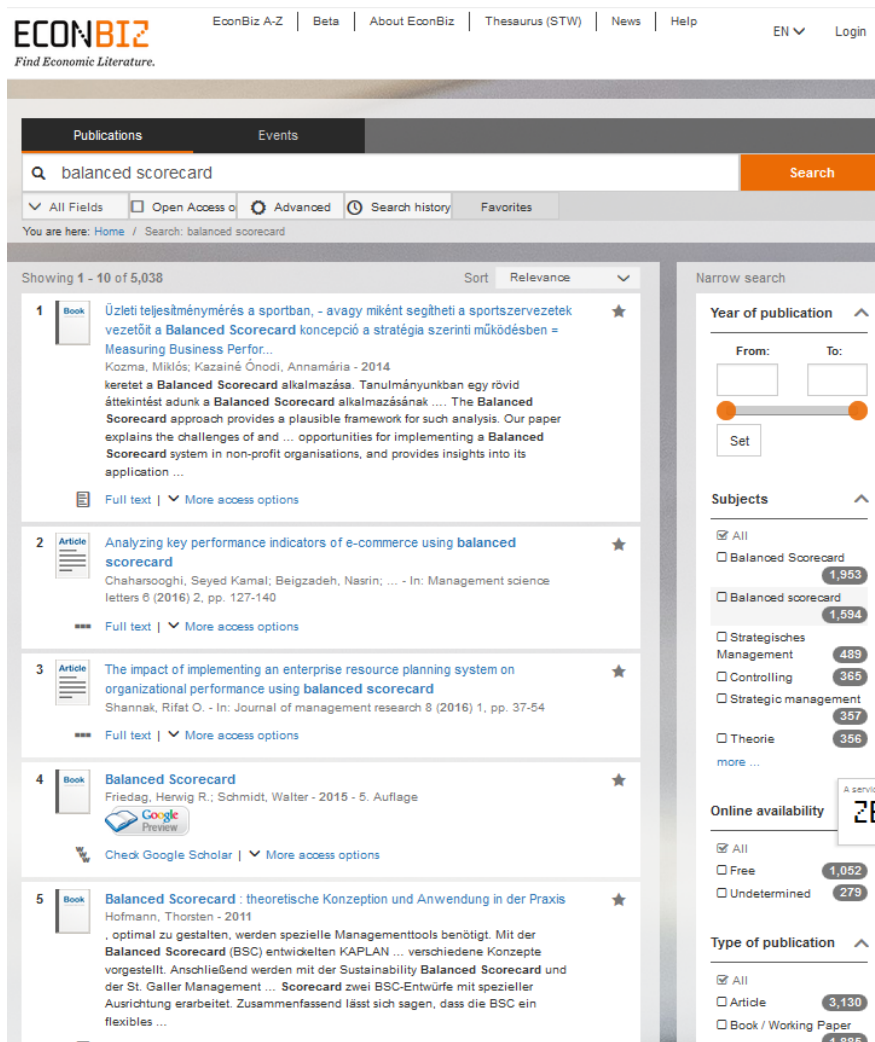 EconBiz A-Z | Beta | About EconBiz | Thesaurus (STW) | News | Help
EN Login
ECONBIZ
Find Economic Literature.
Publications Events
balanced scorecard Search
All Fields Open Access o Advanced Search history Favorites
You are here: Home / Search: balanced scorecard
Showing 1 - 10 of 5,038 Sort Relevance
1 Book Üzleti teljesítménymérés a sportban, - avagy miként segítheti a sportszervezetek
vezetőit a Balanced Scorecard koncepció a stratégia szerinti működésben =
Measuring Business Perfor...
Kozma, Miklós; Kazainé Ónodi, Annamária - 2014
keretet a Balanced Scorecard alkalmazása. Tanulmányunkban egy rövid
áttekintést adunk a Balanced Scorecard alkalmazásának .... The Balanced
Scorecard approach provides a plausible framework for such analysis. Our paper
explains the challenges of and ... opportunities for implementing a Balanced
Scorecard system in non-profit organisations, and provides insights into its
application ...
Full text | More access options
2 Article Analyzing key performance indicators of e-commerce using balanced
scorecard
Chaharsooghi, Seyed Kamal; Beigzadeh, Nasrin; ... - In: Management science
letters 6 (2016) 2, pp. 127-140
Full text | More access options
3 Article The impact of implementing an enterprise resource planning system on
organizational performance using balanced scorecard
Shannak, Rifat O. - In: Journal of management research 8 (2016) 1, pp. 37-54
Full text | More access options
4 Book Balanced Scorecard
Friedag, Herwig R.; Schmidt, Walter - 2015 - 5. Auflage
Google
Preview
Check Google Scholar | More access options
5 Book Balanced Scorecard : theoretische Konzeption und Anwendung in der Praxis
Hofmann, Thorsten - 2011
, optimal zu gestalten, werden spezielle Managementtools benötigt. Mit der
Balanced Scorecard (BSC) entwickelten KAPLAN ... verschiedene Konzepte
vorgestellt. Anschließend werden mit der Sustainability Balanced Scorecard und
der St. Galler Management ... Scorecard zwei BSC-Entwürfe mit spezieller
Ausrichtung erarbeitet. Zusammenfassend lässt sich sagen, dass die BSC ein
flexibles ...
Narrow search
Year of publication
From: To:
Set
Subjects
All
Balanced Scorecard
1,953
Balanced scorecard
1,594
Strategisches
Management 489
Controlling 365
Strategic management
357
Theorie 356
more ...
A servic
Online availability ZB
All
Free 1,052
Undetermined 279
Type of publication
All
Article 3,130
Book / Working Paper
1,885